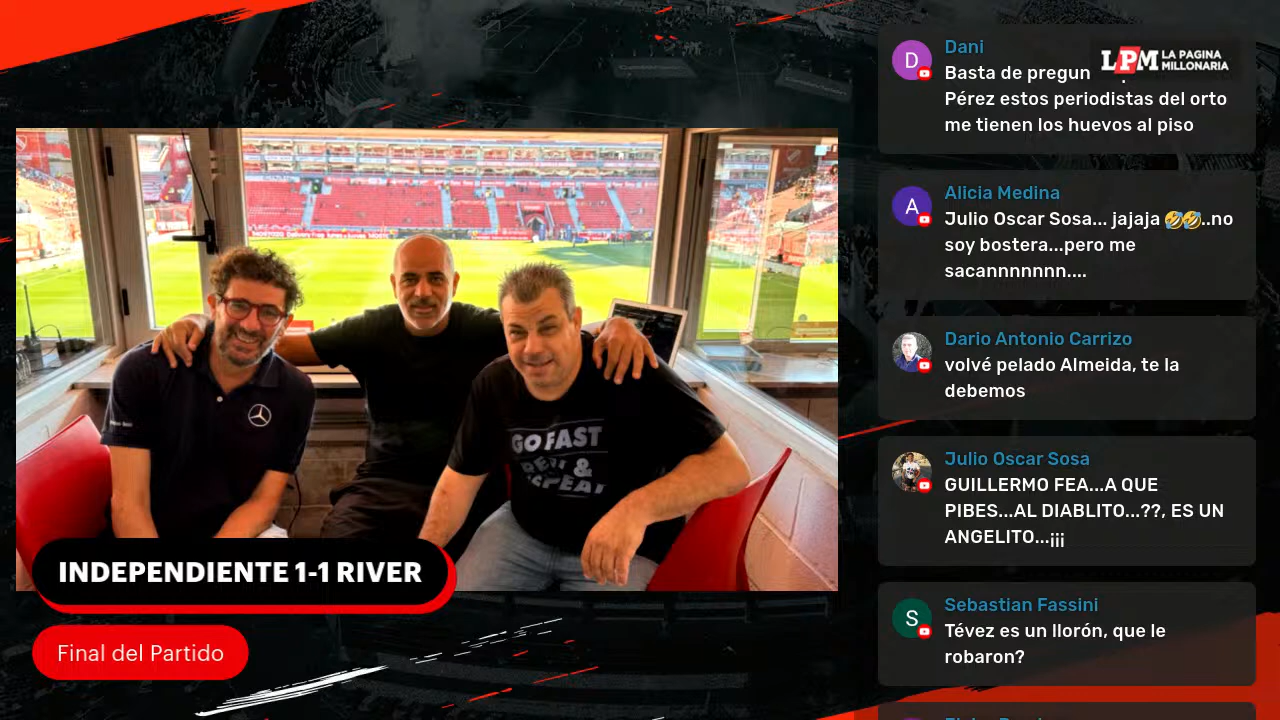 INDEPENDIENTE 1-1 RIVER
Final del Partido
GO FAST
&
LPM LA PAGINA
MILLONARIA
Dani
Basta de pregun
Pérez estos periodistas del orto
me tienen los huevos al piso
Alicia Medina
Julio Oscar Sosa... jajaja 🤣🤣..no
soy bostera...pero me
sacannnnnnn....
Dario Antonio Carrizo
volvé pelado Almeida, te la
debemos
Julio Oscar Sosa
GUILLERMO FEA...A QUE
PIBES...AL DIABLITO...??, ES UN
ANGELITO...¡¡¡
Sebastian Fassini
Tévez es un llorón, que le
robaron?